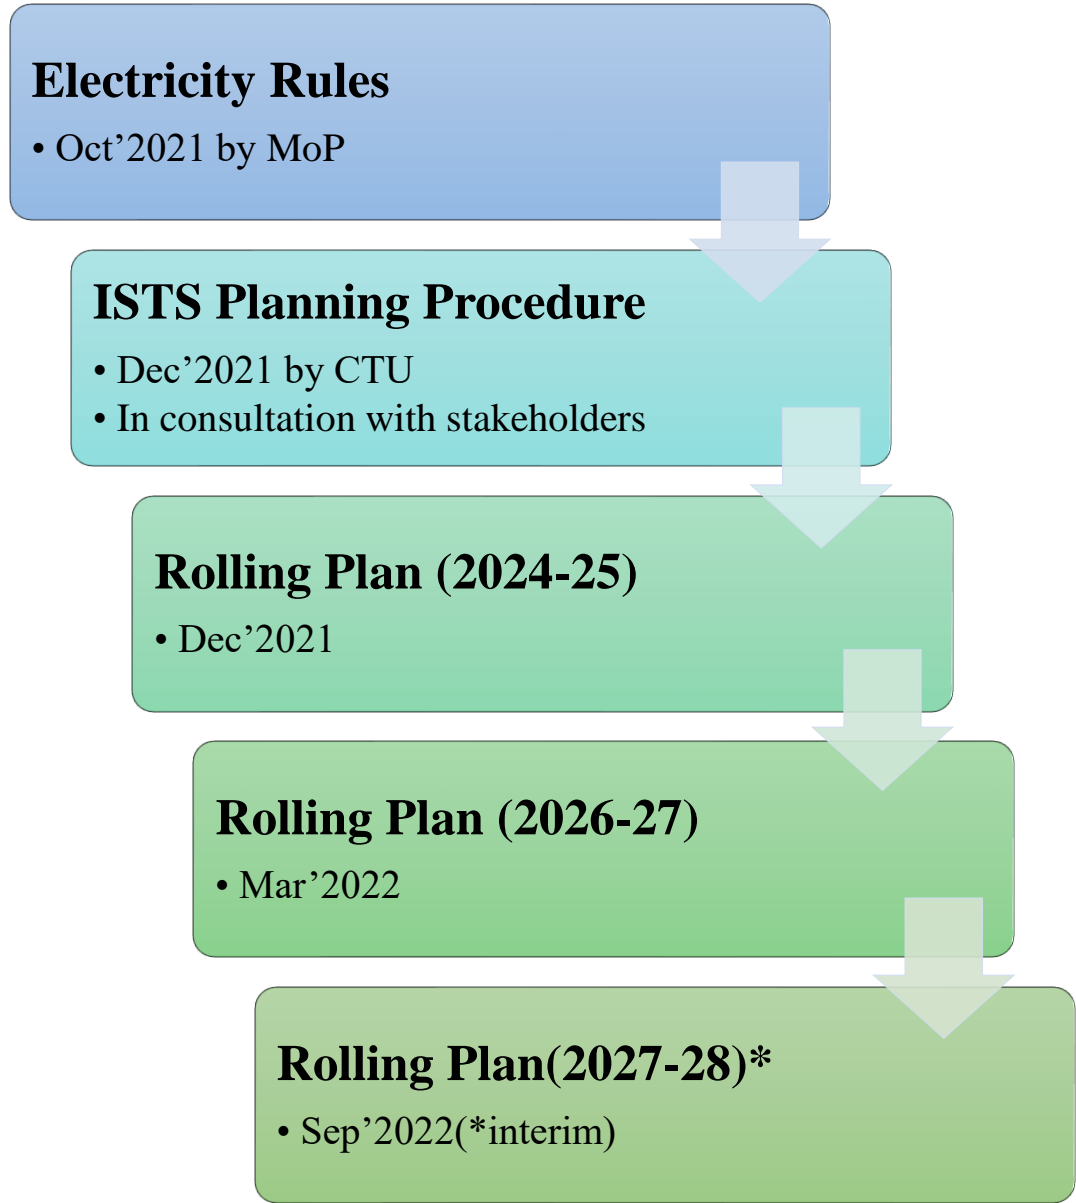 Electricity Rules
• Oct’2021 by MoP
ISTS Planning Procedure
• Dec’2021 by CTU
• In consultation with stakeholders
Rolling Plan (2024-25)
• Dec’2021
Rolling Plan (2026-27)
• Mar’2022
Rolling Plan(2027-28)*
• Sep’2022(*interim)